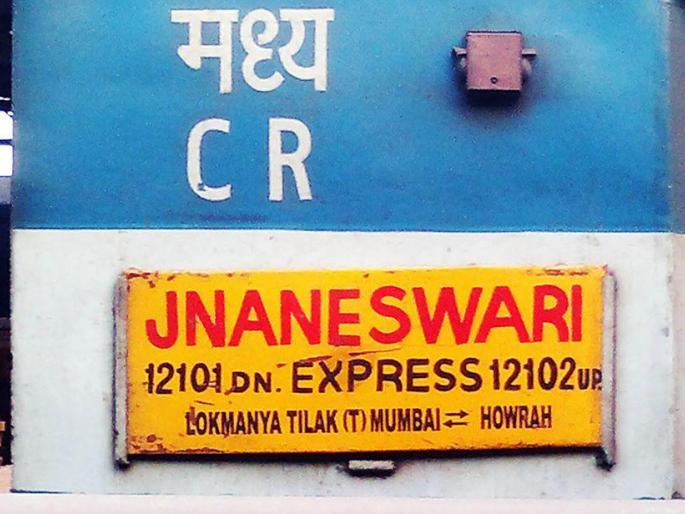 मध्य
C R
JNANESWARI
12101 DN. EXPRESS 12102 UP.
LOKMANYA TILAK (T) MUMBAI ⇄ HOWRAH